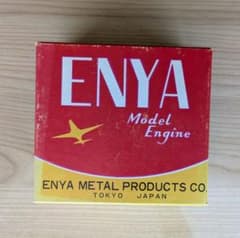 ENYA
Model
Engine
ENYA METAL PRODUCTS CO.
TOKYO JAPAN